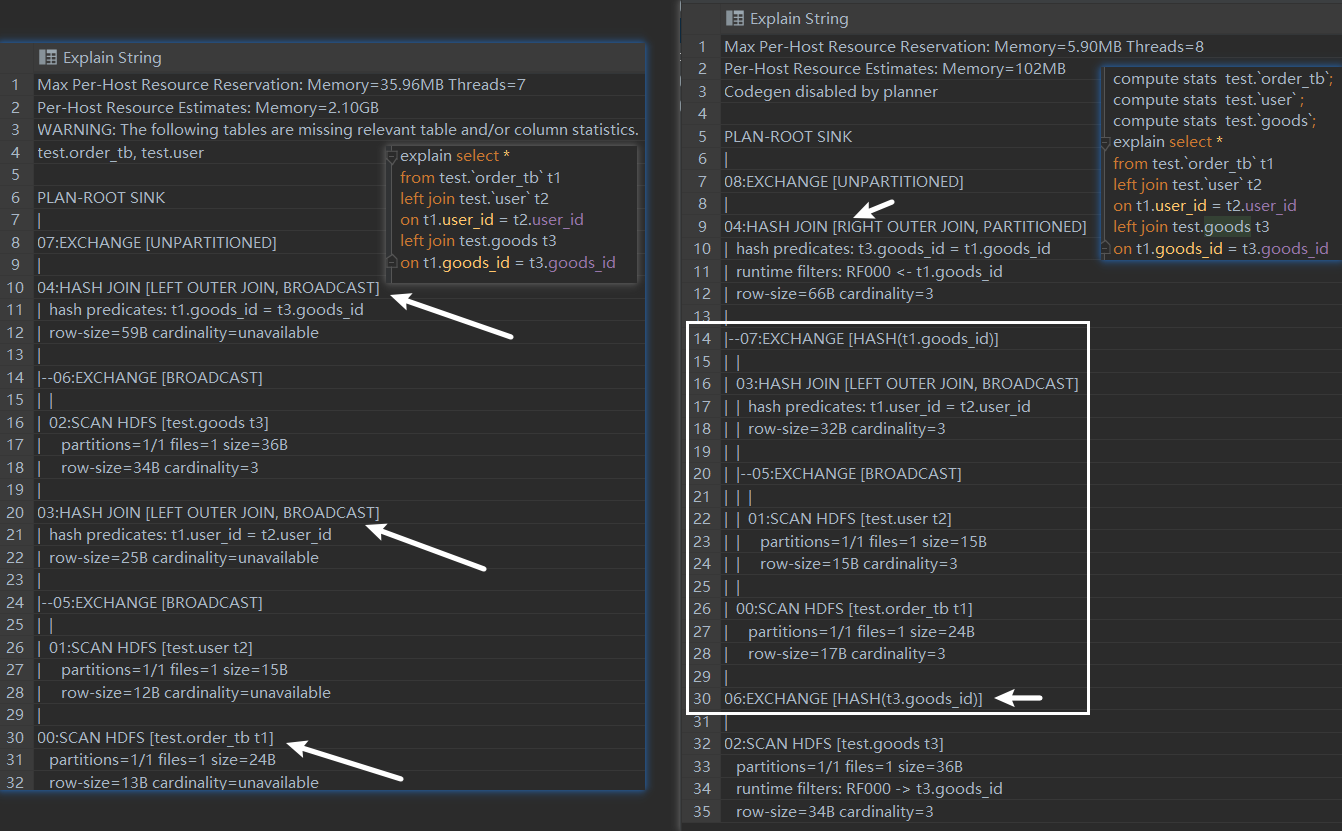 Explain String
1 Max Per-Host Resource Reservation: Memory=35.96MB Threads=7
2 Per-Host Resource Estimates: Memory=2.10GB
3 WARNING: The following tables are missing relevant table and/or column statistics.
4 test.order_tb, test.user
5
6 PLAN-ROOT SINK
7 |
8 07:EXCHANGE [UNPARTITIONED]
9 |
10 04:HASH JOIN [LEFT OUTER JOIN, BROADCAST]
11 | hash predicates: t1.goods_id = t3.goods_id
12 | row-size=59B cardinality=unavailable
13 |
14 |--06:EXCHANGE [BROADCAST]
15 | |
16 | 02:SCAN HDFS [test.goods t3]
17 | partitions=1/1 files=1 size=36B
18 | row-size=34B cardinality=3
19 |
20 03:HASH JOIN [LEFT OUTER JOIN, BROADCAST]
21 | hash predicates: t1.user_id = t2.user_id
22 | row-size=25B cardinality=unavailable
23 |
24 |--05:EXCHANGE [BROADCAST]
25 | |
26 | 01:SCAN HDFS [test.user t2]
27 | partitions=1/1 files=1 size=15B
28 | row-size=12B cardinality=unavailable
29 |
30 00:SCAN HDFS [test.order_tb t1]
31 partitions=1/1 files=1 size=24B
32 row-size=13B cardinality=unavailable
explain select *
from test.`order_tb` t1
left join test.`user` t2
on t1.user_id = t2.user_id
left join test.goods t3
on t1.goods_id = t3.goods_id
Explain String
1 Max Per-Host Resource Reservation: Memory=5.90MB Threads=8
2 Per-Host Resource Estimates: Memory=102MB
3 Codegen disabled by planner
4
5 PLAN-ROOT SINK
6 |
7 08:EXCHANGE [UNPARTITIONED]
8 |
9 04:HASH JOIN [RIGHT OUTER JOIN, PARTITIONED]
10 | hash predicates: t3.goods_id = t1.goods_id
11 | runtime filters: RF000 <- t1.goods_id
12 | row-size=66B cardinality=3
13 |
14 |--07:EXCHANGE [HASH(t1.goods_id)]
15 | |
16 | 03:HASH JOIN [LEFT OUTER JOIN, BROADCAST]
17 | | hash predicates: t1.user_id = t2.user_id
18 | | row-size=32B cardinality=3
19 | |
20 | |--05:EXCHANGE [BROADCAST]
21 | | |
22 | | 01:SCAN HDFS [test.user t2]
23 | | partitions=1/1 files=1 size=15B
24 | | row-size=15B cardinality=3
25 | |
26 | 00:SCAN HDFS [test.order_tb t1]
27 | partitions=1/1 files=1 size=24B
28 | row-size=17B cardinality=3
29 |
30 06:EXCHANGE [HASH(t3.goods_id)]
31 |
32 02:SCAN HDFS [test.goods t3]
33 partitions=1/1 files=1 size=36B
34 runtime filters: RF000 -> t3.goods_id
35 row-size=34B cardinality=3
compute stats test.`order_tb`;
compute stats test.`user` ;
compute stats test.`goods`;
explain select *
from test.`order_tb` t1
left join test.`user` t2
on t1.user_id = t2.user_id
left join test.goods t3
on t1.goods_id = t3.goods_id